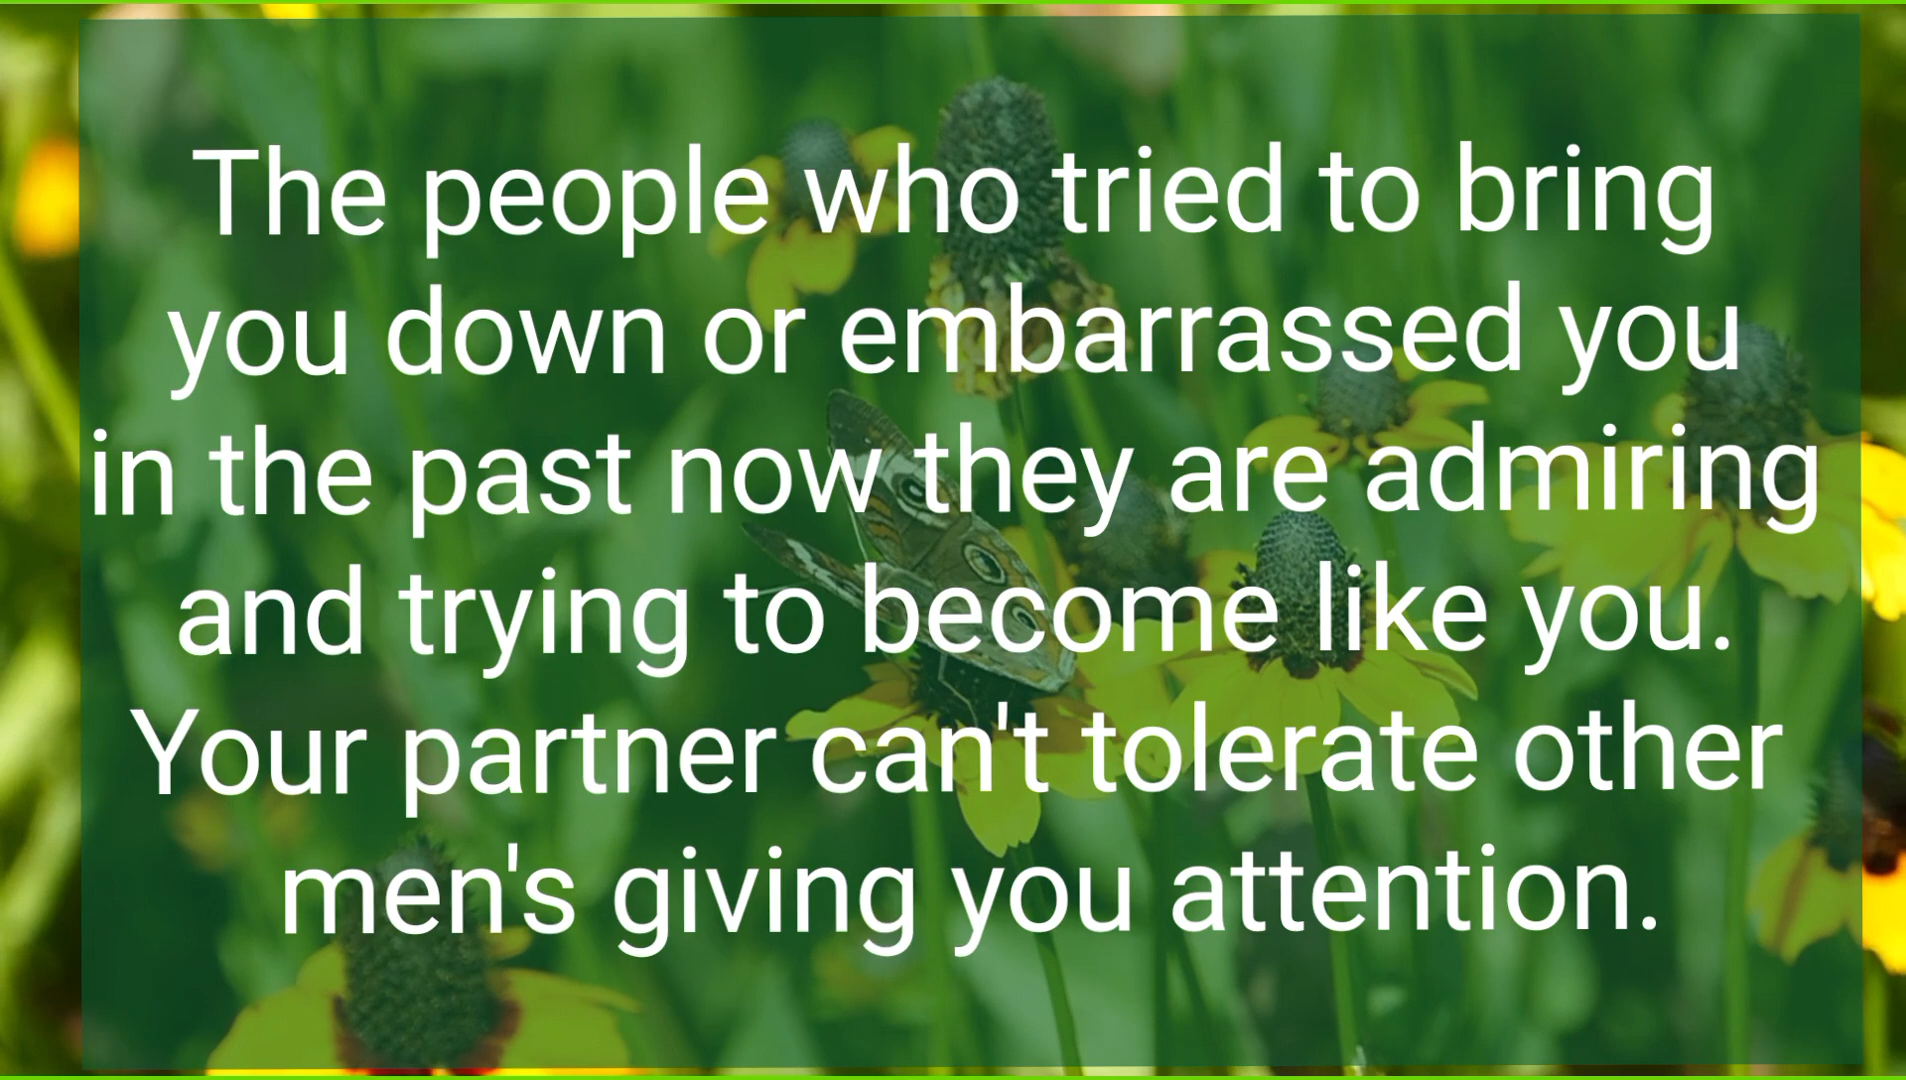 The people who tried to bring
you down or embarrassed you
in the past now they are admiring
and trying to become like you.
Your partner can't tolerate other
men's giving you attention.